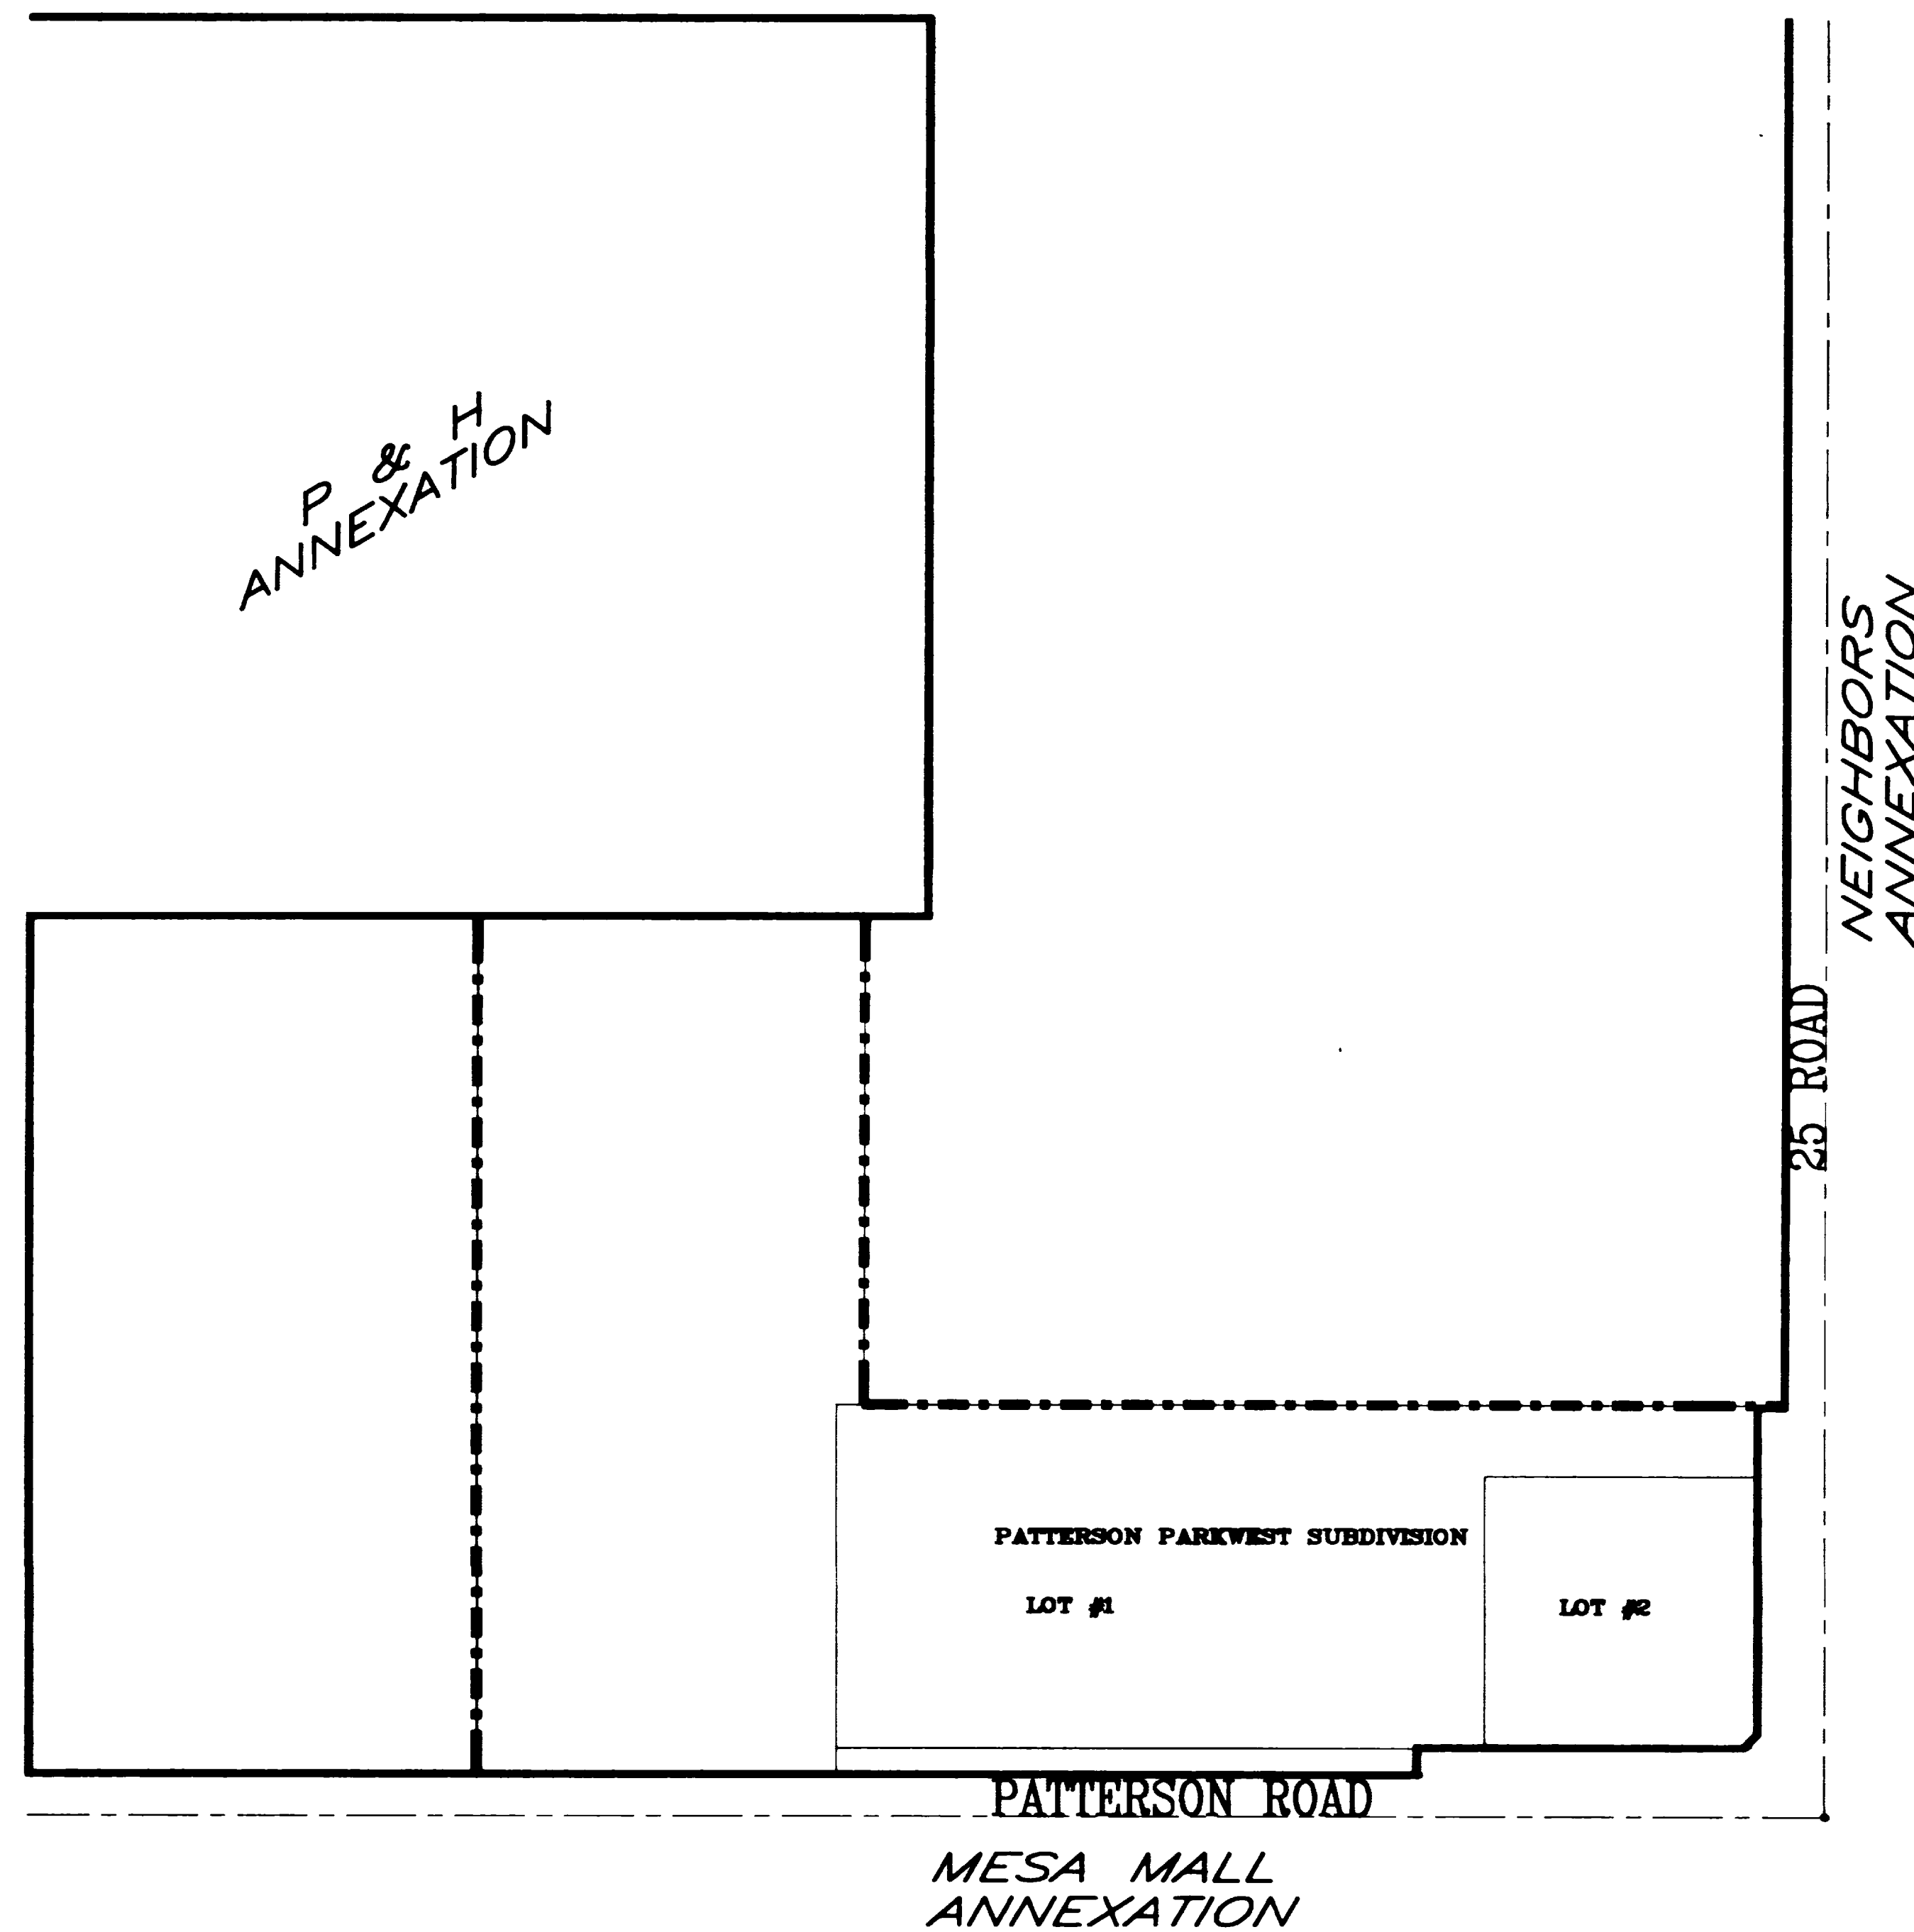 P & H
ANNEXATION
NEIGHBORS
ANNEXATION
25 ROAD
PATTERSON PARKWEST SUBDIVISION
LOT #1
LOT #2
PATTERSON ROAD
MESA MALL
ANNEXATION